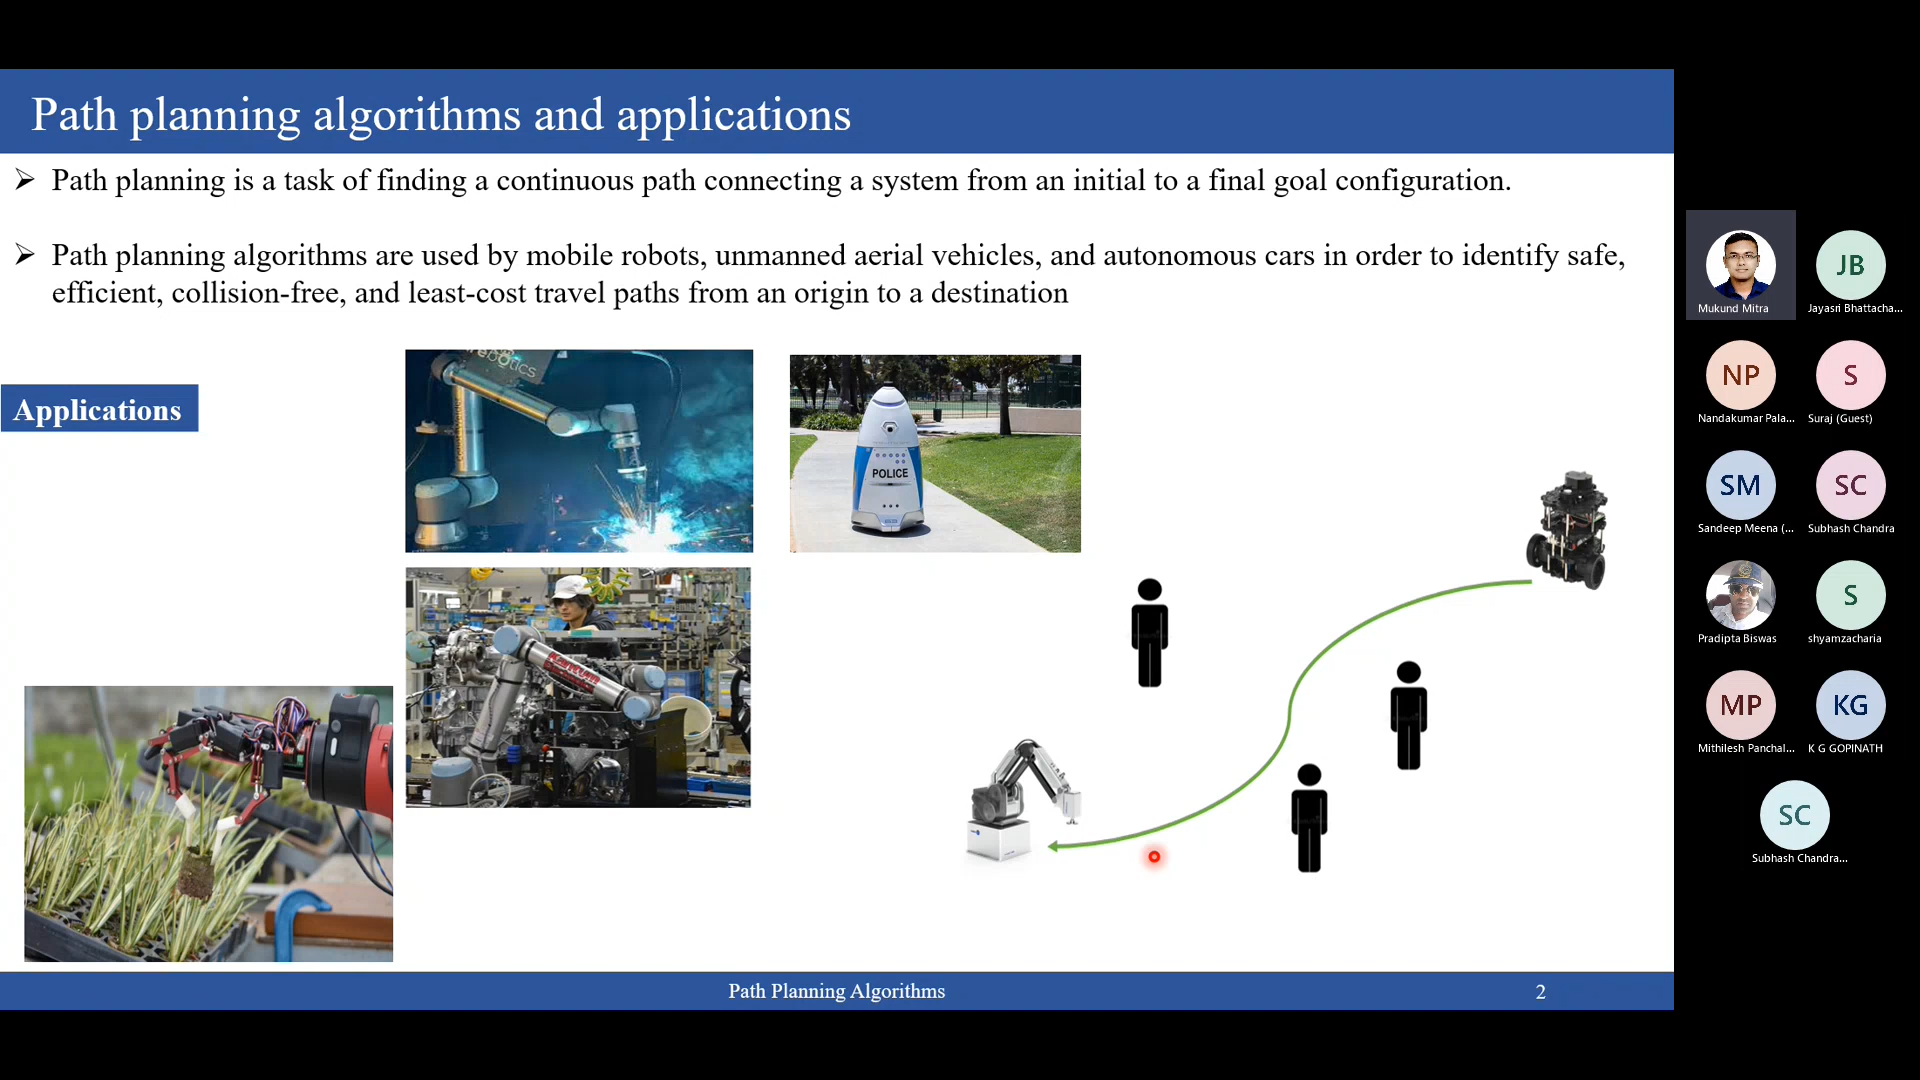 Path planning algorithms and applications
Path planning is a task of finding a continuous path connecting a system from an initial to a final goal configuration.
Path planning algorithms are used by mobile robots, unmanned aerial vehicles, and autonomous cars in order to identify safe,
efficient, collision-free, and least-cost travel paths from an origin to a destination
Applications
POLICE
Path Planning Algorithms
2
Mukund Mitra
JB
Jayasri Bhattacha...
NP
Nandakumar Pala...
S
Suraj (Guest)
SM
Sandeep Meena (...
SC
Subhash Chandra
Pradipta Biswas
S
shyamzacharia
MP
Mithilesh Panchal...
KG
K G GOPINATH
SC
Subhash Chandra...